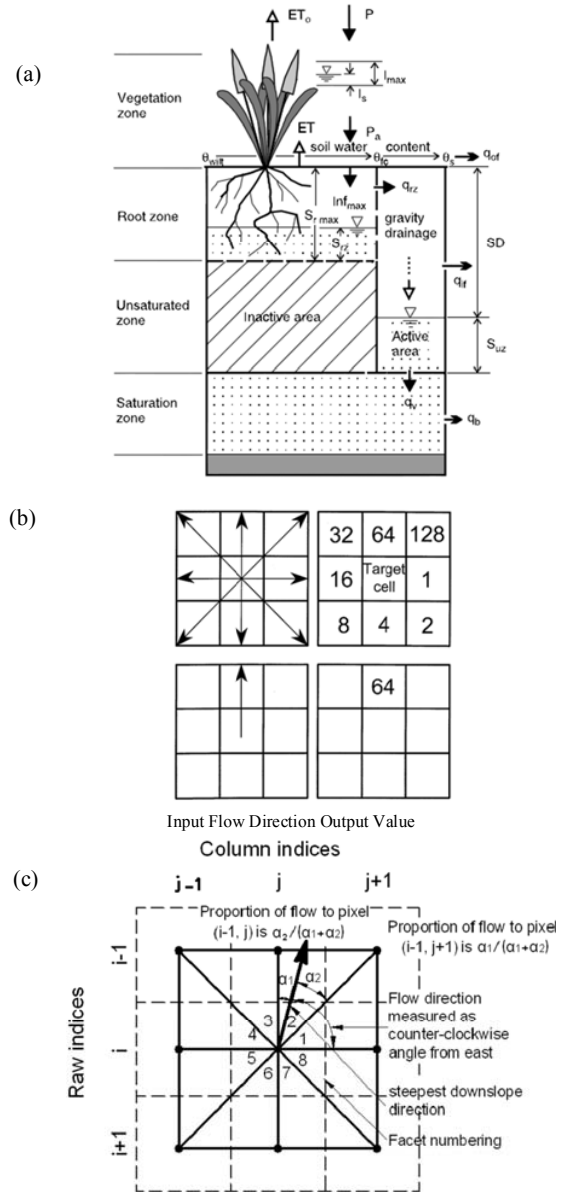 (a)
ET₀
P
Vegetation
zone
Imax
Is
ET
Pa
soil water
content
θwilt
θfc
θs
qof
Root zone
Sr max
Infmax
qrz
Srz
gravity
drainage
SD
qif
Unsaturated
zone
Inactive area
Active
area
Suz
Saturation
zone
qv
qb
(b)
32 64 128
16 Target cell 1
8 4 2
64
Input Flow Direction Output Value
Column indices
(c)
j-1 j j+1
Proportion of flow to pixel
(i-1, j) is α₂/(α₁+α₂)
Proportion of flow to pixel
(i-1, j+1) is α₁/(α₁+α₂)
Raw indices
i-1
i
i+1
α₁ α₂
3 2
4 1
5 8
6 7
Flow direction
measured as
counter-clockwise
angle from east
steepest downslope
direction
Facet numbering